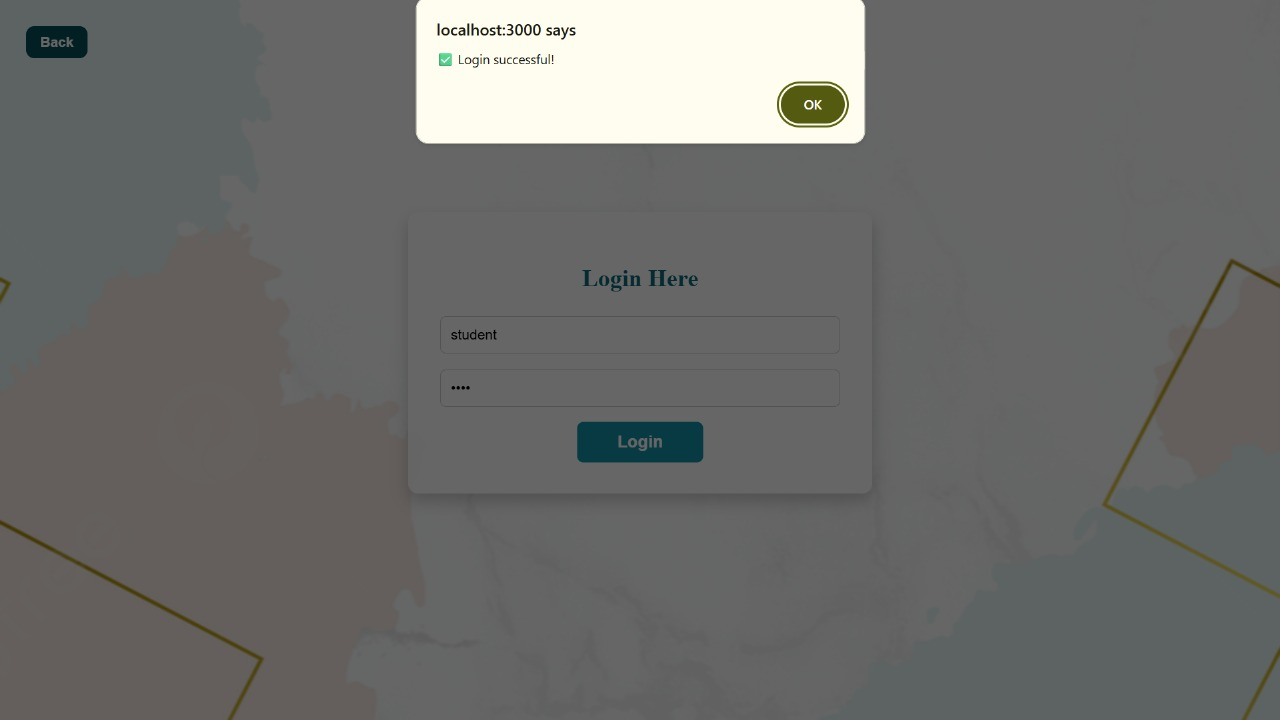 Back
localhost:3000 says
✅ Login successful!
OK
Login Here
student
••••
Login